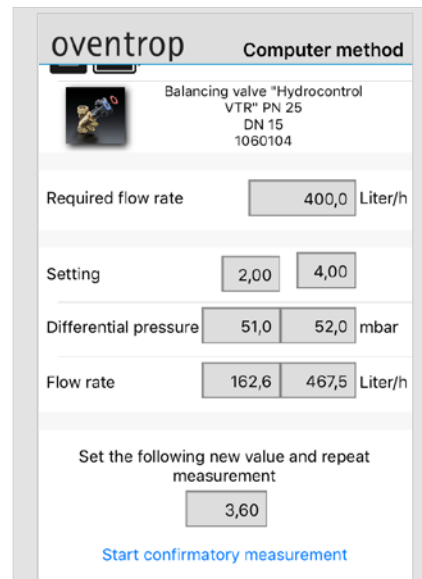 oventrop
Computer method
Balancing valve "Hydrocontrol
VTR" PN 25
DN 15
1060104
Required flow rate 400,0 Liter/h
Setting 2,00 4,00
Differential pressure 51,0 52,0 mbar
Flow rate 162,6 467,5 Liter/h
Set the following new value and repeat
measurement
3,60
Start confirmatory measurement